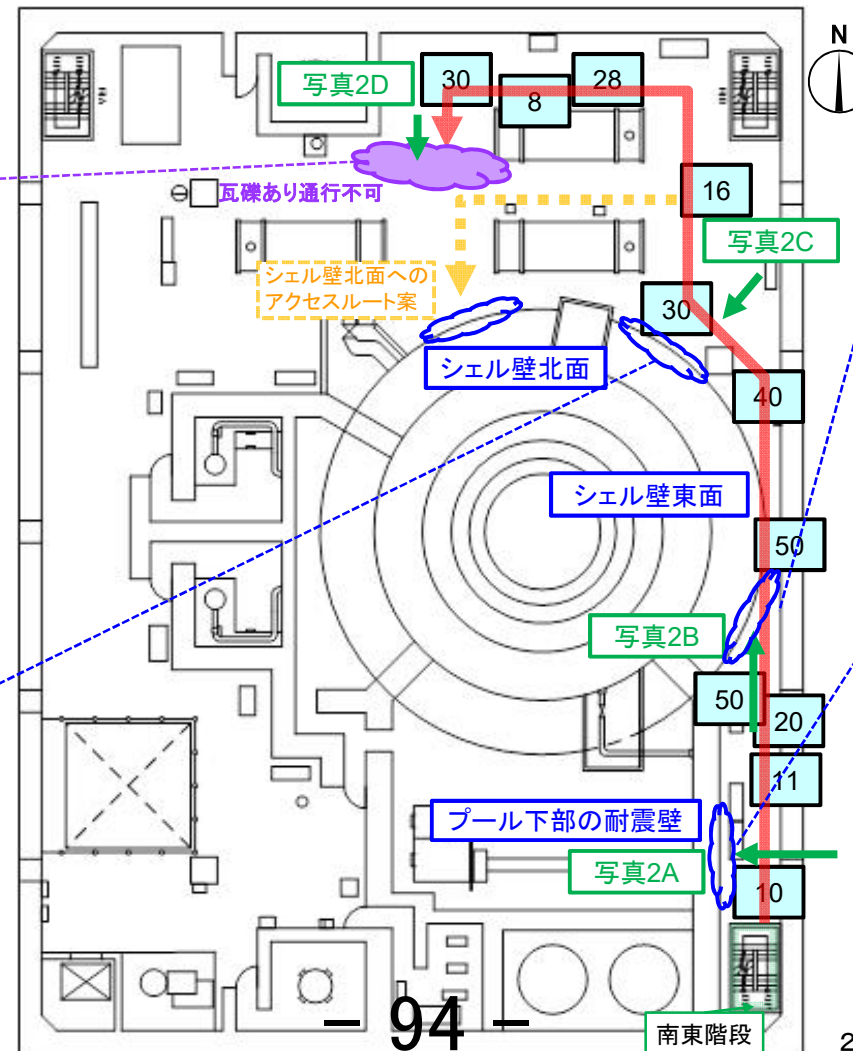 N
写真2D
30
8
28
瓦礫あり通行不可
16
写真2C
シェル壁北面への
アクセスルート案
30
シェル壁北面
40
シェル壁東面
50
写真2B
50
20
11
プール下部の耐震壁
写真2A
10
南東階段
- 94 -
2